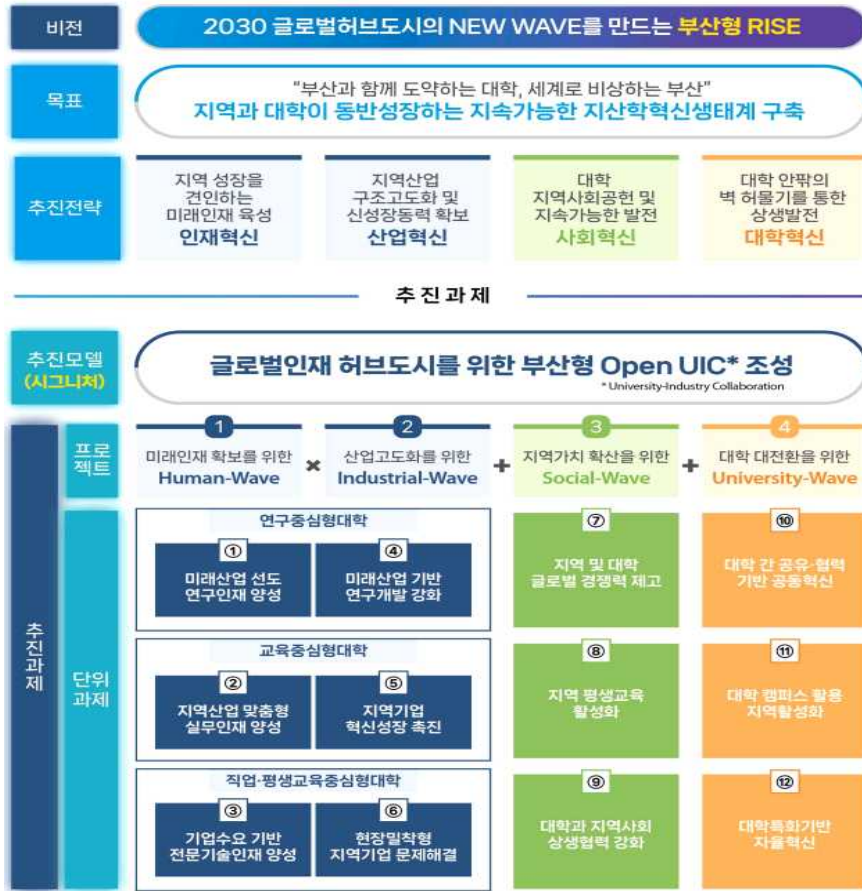 비전
2030 글로벌허브도시의 NEW WAVE를 만드는 부산형 RISE
목표
“부산과 함께 도약하는 대학, 세계로 비상하는 부산”
지역과 대학이 동반성장하는 지속가능한 지산학혁신생태계 구축
추진전략
지역 성장을
견인하는
미래인재 육성
인재혁신
지역산업
구조고도화 및
신성장동력 확보
산업혁신
대학
지역사회공헌 및
지속가능한 발전
사회혁신
대학 안팎의
벽 허물기를 통한
상생발전
대학혁신
추진과제
추진모델
(시그니처)
글로벌인재 허브도시를 위한 부산형 Open UIC* 조성
* University-Industry Collaboration
추진과제
프로
젝트
1
미래인재 확보를 위한
Human-Wave
×
2
산업고도화를 위한
Industrial-Wave
+
3
지역가치 확산을 위한
Social-Wave
+
4
대학 대전환을 위한
University-Wave
단위
과제
연구중심형대학
①
미래산업 선도
연구인재 양성
④
미래산업 기반
연구개발 강화
⑦
지역 및 대학
글로벌 경쟁력 제고
⑩
대학 간 공유·협력
기반 공동혁신
교육중심형대학
②
지역산업 맞춤형
실무인재 양성
⑤
지역기업
혁신성장 촉진
⑧
지역 평생교육
활성화
⑪
대학 캠퍼스 활용
지역활성화
직업·평생교육중심형대학
③
기업수요 기반
전문기술인재 양성
⑥
현장밀착형
지역기업 문제해결
⑨
대학과 지역사회
상생협력 강화
⑫
대학특화기반
자율혁신